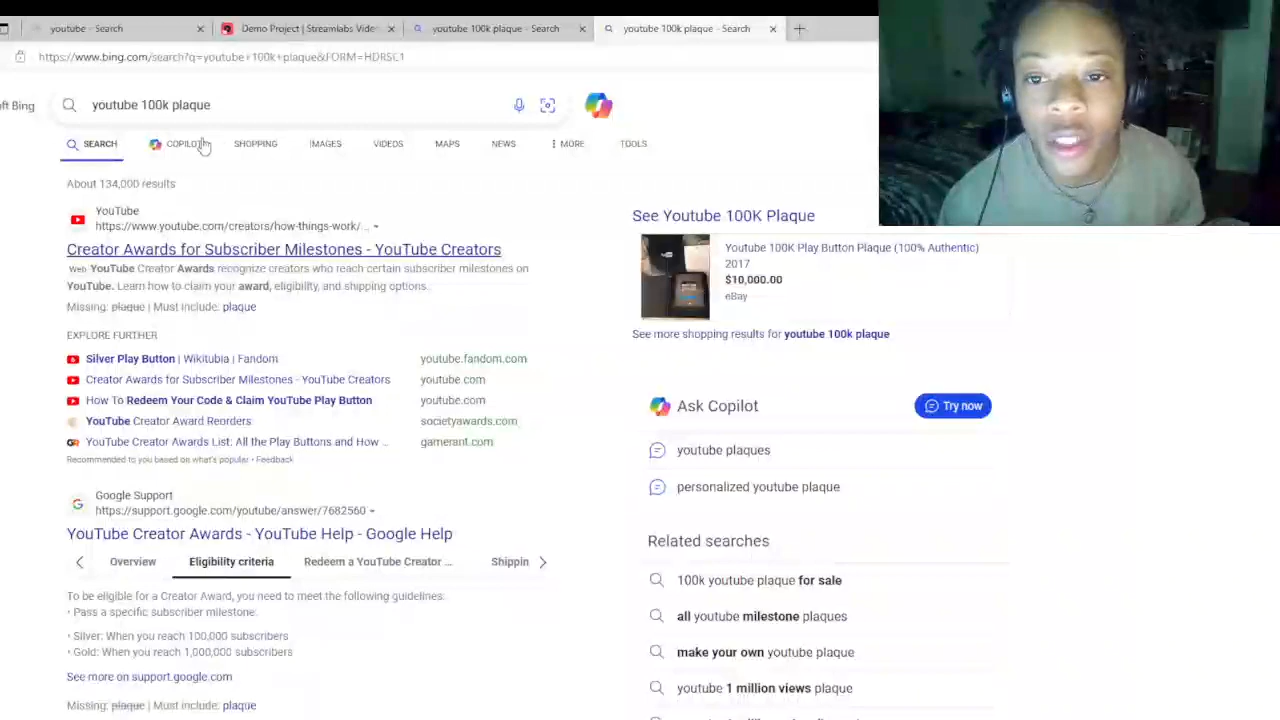 youtube - Search
Demo Project | Streamlabs Vide
youtube 100k plaque - Search
youtube 100k plaque - Search
https://www.bing.com/search?q=youtube+100k+plaque&FORM=HDRSC1
oft Bing
youtube 100k plaque
SEARCH
COPILOT
SHOPPING
IMAGES
VIDEOS
MAPS
NEWS
MORE
TOOLS
About 134,000 results
YouTube
https://www.youtube.com/creators/how-things-work/...
Creator Awards for Subscriber Milestones - YouTube Creators
Web YouTube Creator Awards recognize creators who reach certain subscriber milestones on
YouTube. Learn how to claim your award, eligibility, and shipping options.
Missing: plaque | Must include: plaque
EXPLORE FURTHER
Silver Play Button | Wikitubia | Fandom youtube.fandom.com
Creator Awards for Subscriber Milestones - YouTube Creators youtube.com
How To Redeem Your Code & Claim YouTube Play Button youtube.com
YouTube Creator Award Reorders societyawards.com
YouTube Creator Awards List: All the Play Buttons and How ... gamerant.com
Recommended to you based on what's popular • Feedback
Google Support
https://support.google.com/youtube/answer/7682560
YouTube Creator Awards - YouTube Help - Google Help
Overview
Eligibility criteria
Redeem a YouTube Creator ...
Shippin
To be eligible for a Creator Award, you need to meet the following guidelines:
• Pass a specific subscriber milestone.
• Silver: When you reach 100,000 subscribers
• Gold: When you reach 1,000,000 subscribers
See more on support.google.com
Missing: plaque | Must include: plaque
See Youtube 100K Plaque
Youtube 100K Play Button Plaque (100% Authentic)
2017
$10,000.00
eBay
See more shopping results for youtube 100k plaque
Ask Copilot
Try now
youtube plaques
personalized youtube plaque
Related searches
100k youtube plaque for sale
all youtube milestone plaques
make your own youtube plaque
youtube 1 million views plaque